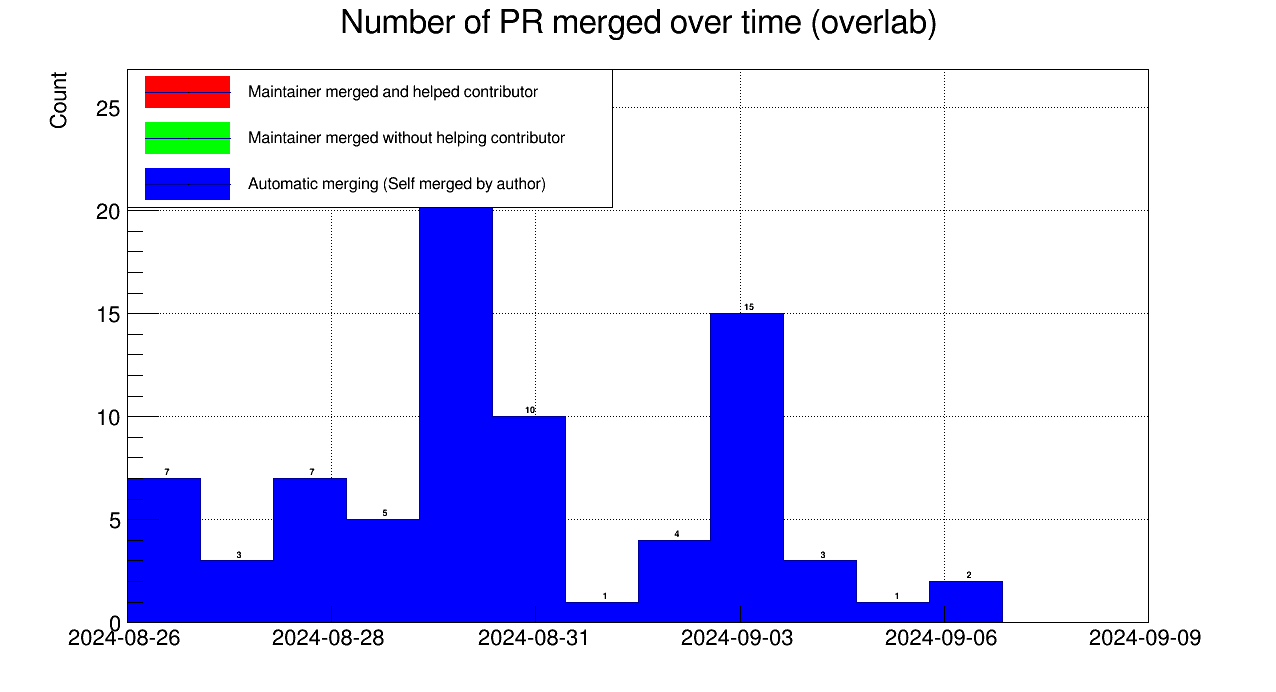 Number of PR merged over time (overlab)
Count
Maintainer merged and helped contributor
Maintainer merged without helping contributor
Automatic merging (Self merged by author)
25
20
15
10
5
0
7
3
7
5
10
1
4
15
3
1
2
2024-08-26 2024-08-28 2024-08-31 2024-09-03 2024-09-06 2024-09-09